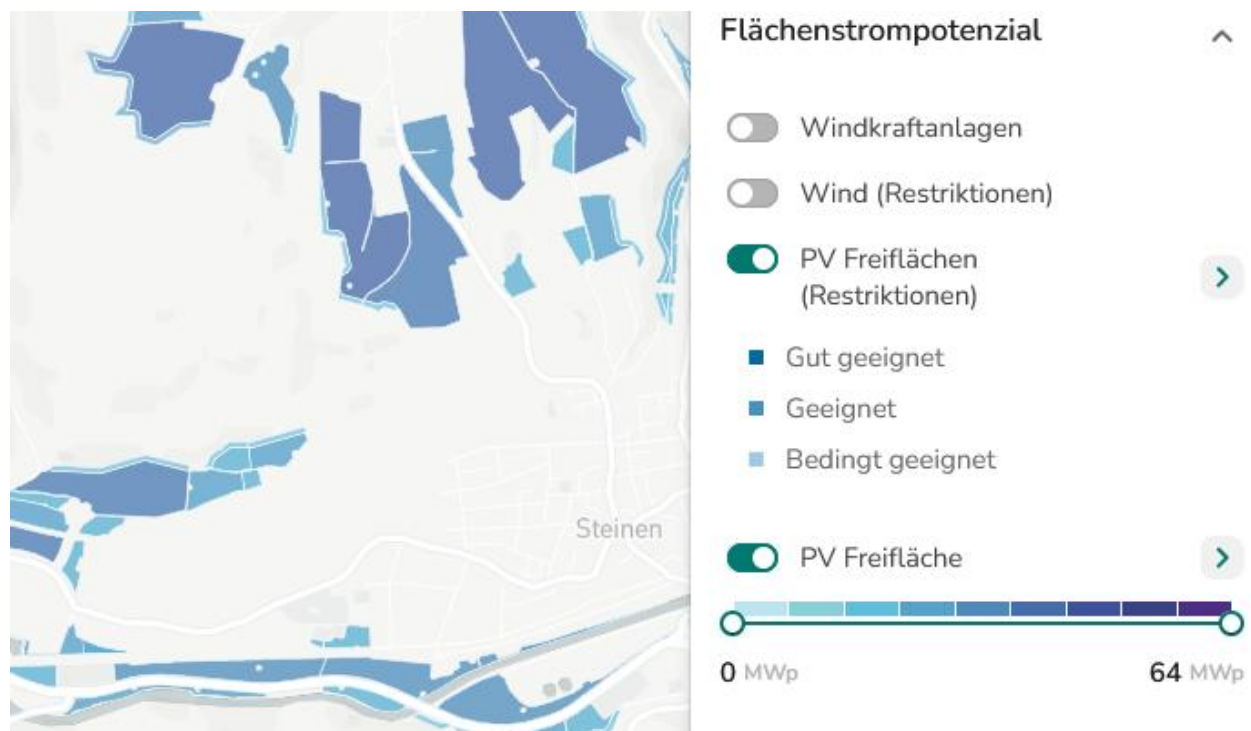 Flächenstrompotenzial
Windkraftanlagen
Wind (Restriktionen)
PV Freiflächen
(Restriktionen)
Gut geeignet
Geeignet
Bedingt geeignet
Steinen
PV Freifläche
0 MWp 64 MWp